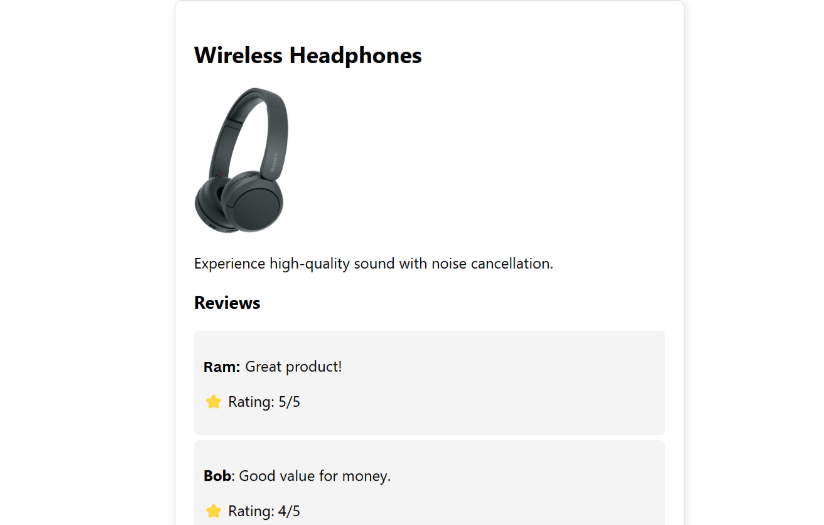 Wireless Headphones
Experience high-quality sound with noise cancellation.
Reviews
Ram: Great product!
⭐ Rating: 5/5
Bob: Good value for money.
⭐ Rating: 4/5